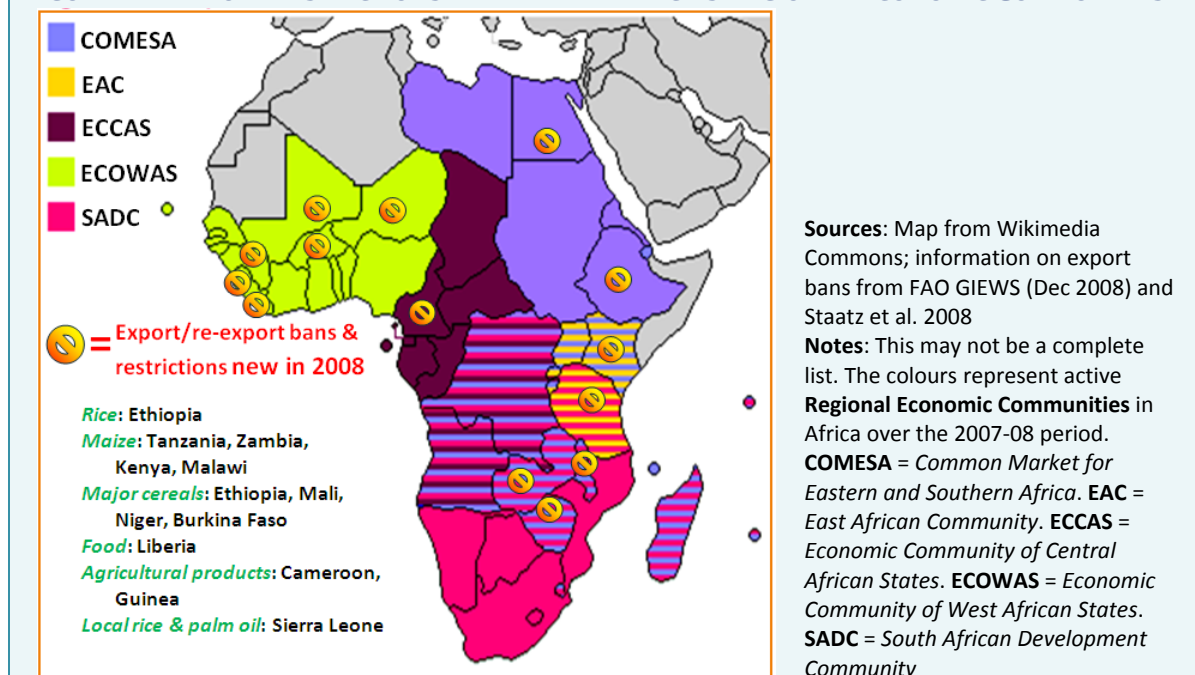 COMESA
EAC
ECCAS
ECOWAS
SADC
= Export/re-export bans &
restrictions new in 2008
Rice: Ethiopia
Maize: Tanzania, Zambia,
Kenya, Malawi
Major cereals: Ethiopia, Mali,
Niger, Burkina Faso
Food: Liberia
Agricultural products: Cameroon,
Guinea
Local rice & palm oil: Sierra Leone
Sources: Map from Wikimedia
Commons; information on export
bans from FAO GIEWS (Dec 2008) and
Staatz et al. 2008
Notes: This may not be a complete
list. The colours represent active
Regional Economic Communities in
Africa over the 2007-08 period.
COMESA = Common Market for
Eastern and Southern Africa. EAC =
East African Community. ECCAS =
Economic Community of Central
African States. ECOWAS = Economic
Community of West African States.
SADC = South African Development
Community